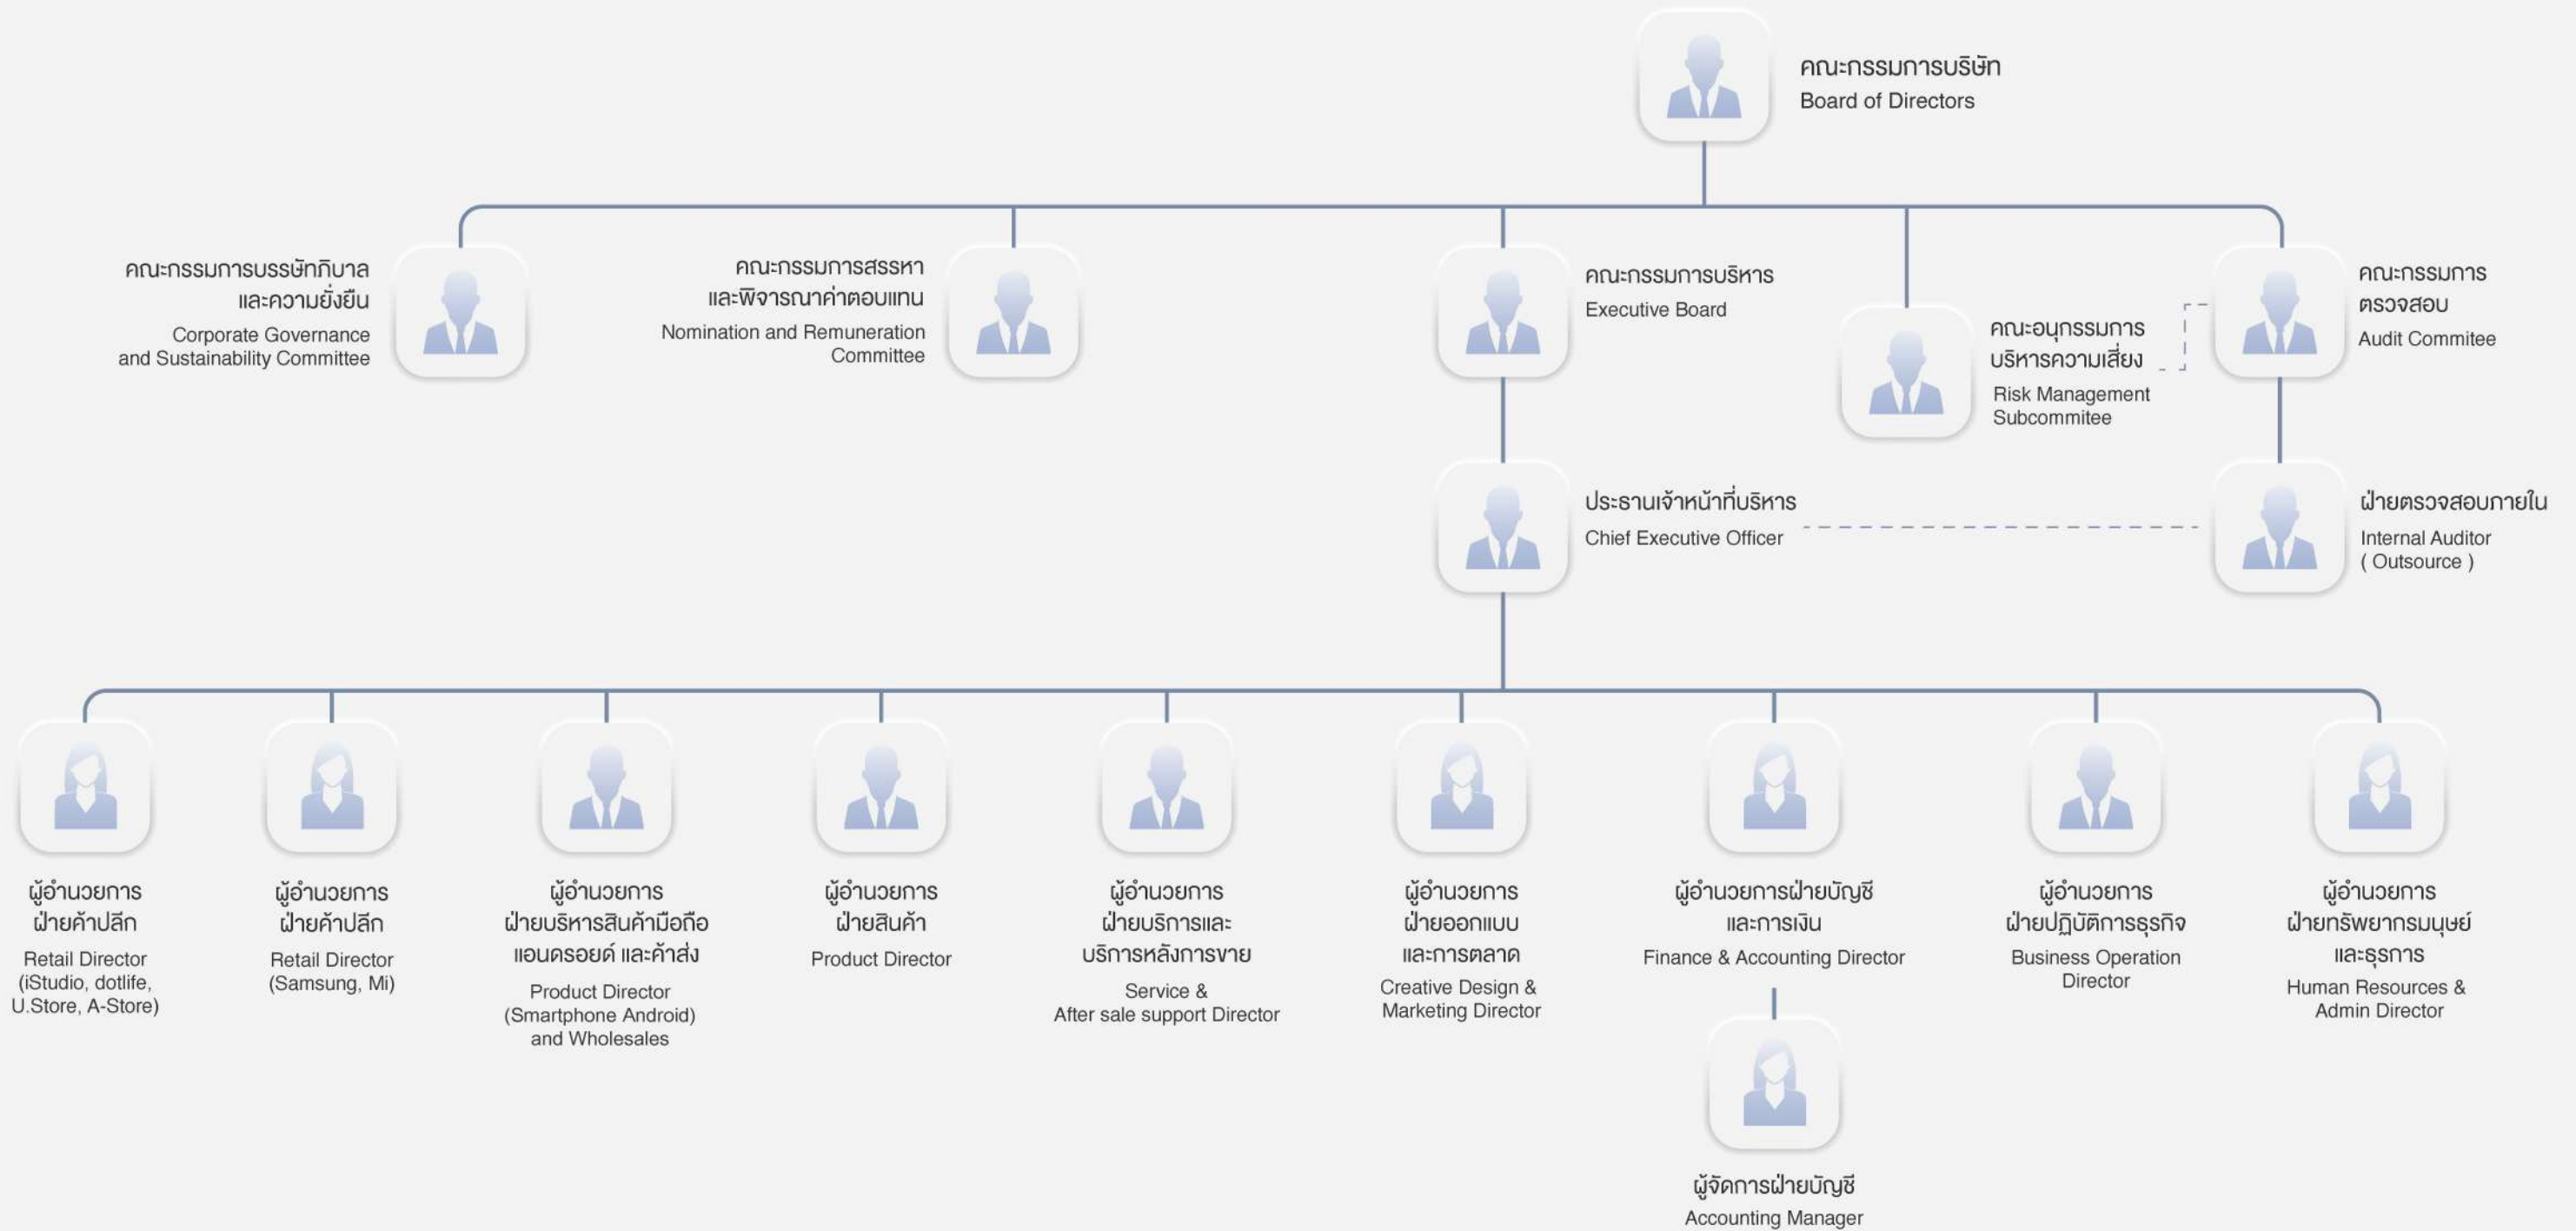 คณะกรรมการบริษัท
Board of Directors
คณะกรรมการบรรษัทภิบาล
และความยั่งยืน
Corporate Governance
and Sustainability Committee
คณะกรรมการสรรหา
และพิจารณาค่าตอบแทน
Nomination and Remuneration
Committee
คณะกรรมการบริหาร
Executive Board
คณะอนุกรรมการ
บริหารความเสี่ยง
Risk Management
Subcommitee
คณะกรรมการ
ตรวจสอบ
Audit Commitee
ประธานเจ้าหน้าที่บริหาร
Chief Executive Officer
ฝ่ายตรวจสอบภายใน
Internal Auditor
( Outsource )
ผู้อำนวยการ
ฝ่ายค้าปลีก
Retail Director
(iStudio, dotlife,
U.Store, A-Store)
ผู้อำนวยการ
ฝ่ายค้าปลีก
Retail Director
(Samsung, Mi)
ผู้อำนวยการ
ฝ่ายบริหารสินค้ามือถือ
แอนดรอยด์ และค้าส่ง
Product Director
(Smartphone Android)
and Wholesales
ผู้อำนวยการ
ฝ่ายสินค้า
Product Director
ผู้อำนวยการ
ฝ่ายบริการและ
บริการหลังการขาย
Service &
After sale support Director
ผู้อำนวยการ
ฝ่ายออกแบบ
และการตลาด
Creative Design &
Marketing Director
ผู้อำนวยการฝ่ายบัญชี
และการเงิน
Finance & Accounting Director
ผู้อำนวยการ
ฝ่ายปฏิบัติการธุรกิจ
Business Operation
Director
ผู้อำนวยการ
ฝ่ายทรัพยากรมนุษย์
และธุรการ
Human Resources &
Admin Director
ผู้จัดการฝ่ายบัญชี
Accounting Manager